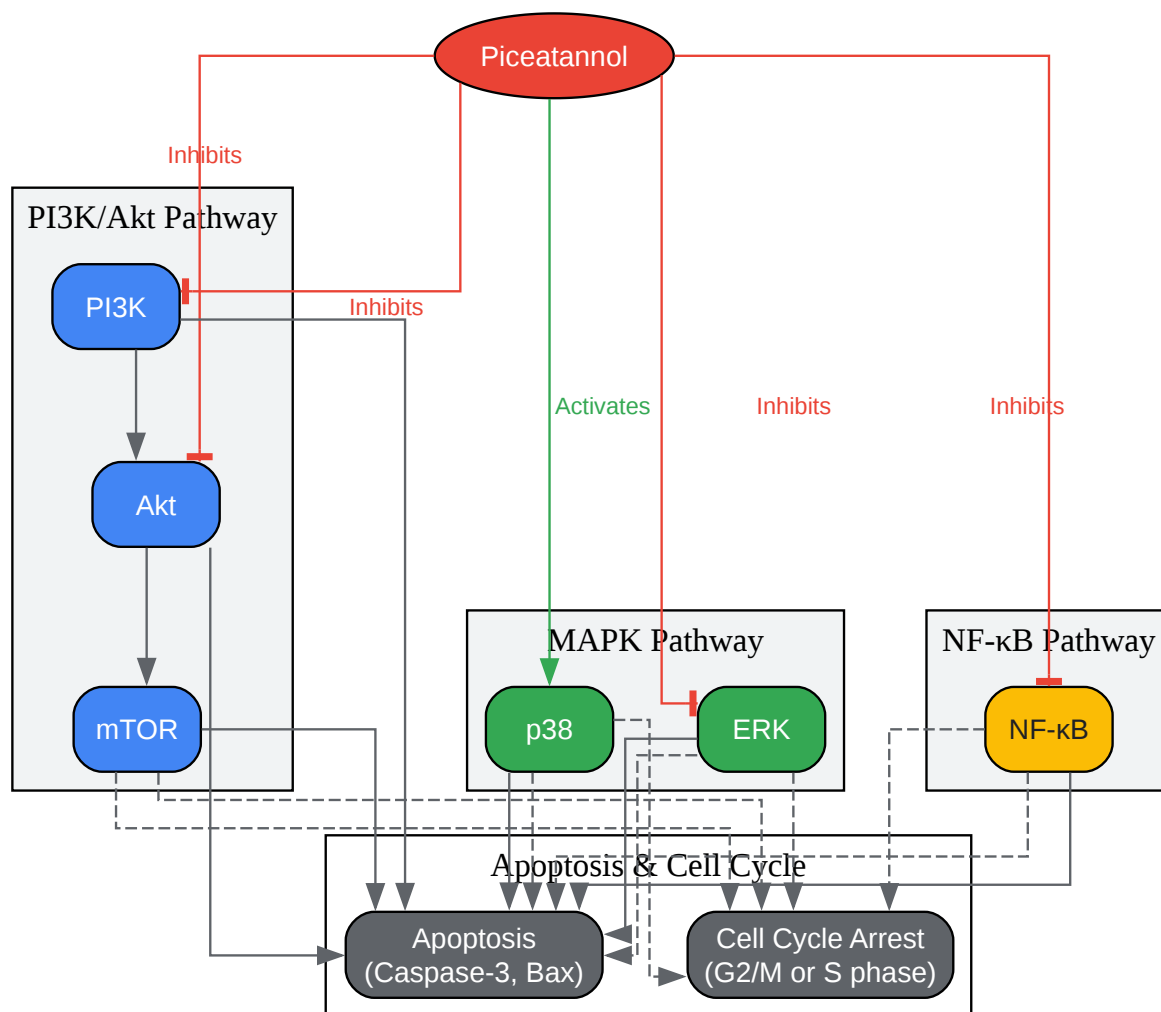 Piceatannol
Inhibits
PI3K/Akt Pathway
PI3K
Inhibits
Activates
Inhibits
Inhibits
Akt
MAPK Pathway
NF-κB Pathway
mTOR
p38
ERK
NF-κB
Apoptosis & Cell Cycle
Apoptosis
(Caspase-3, Bax)
Cell Cycle Arrest
(G2/M or S phase)